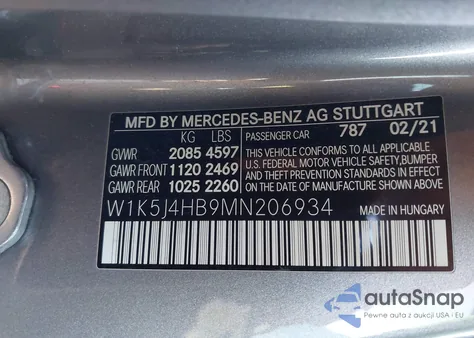 MFD BY MERCEDES-BENZ AG STUTTGART
KG LBS PASSENGER CAR 787 02/21
GVWR 2085 4597
GAWR FRONT 1120 2469
GAWR REAR 1025 2260
THIS VEHICLE CONFORMS TO ALL APPLICABLE
U.S. FEDERAL MOTOR VEHICLE SAFETY,BUMPER
AND THEFT PREVENTION STANDARDS IN EFFECT
ON THE DATE OF MANUFACTURE SHOWN ABOVE.
W1K5J4HB9MN206934
MADE IN HUNGARY
autoSnap
Pewne auta z aukcji USA i EU